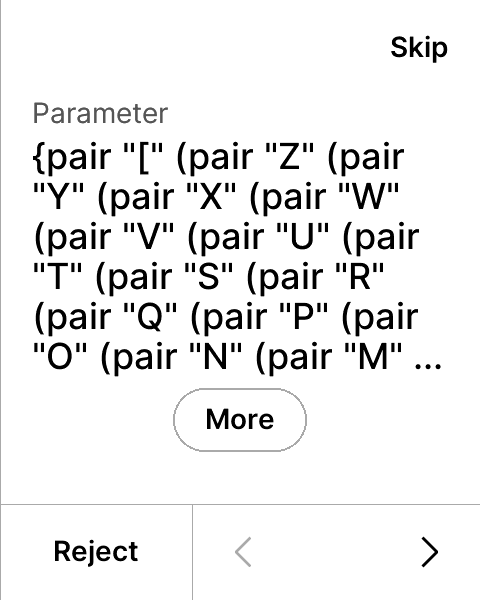 Skip
Parameter
{pair "[" (pair "Z" (pair
"Y" (pair "X" (pair "W"
(pair "V" (pair "U" (pair
"T" (pair "S" (pair "R"
(pair "Q" (pair "P" (pair
"O" (pair "N" (pair "M" ...
More
Reject